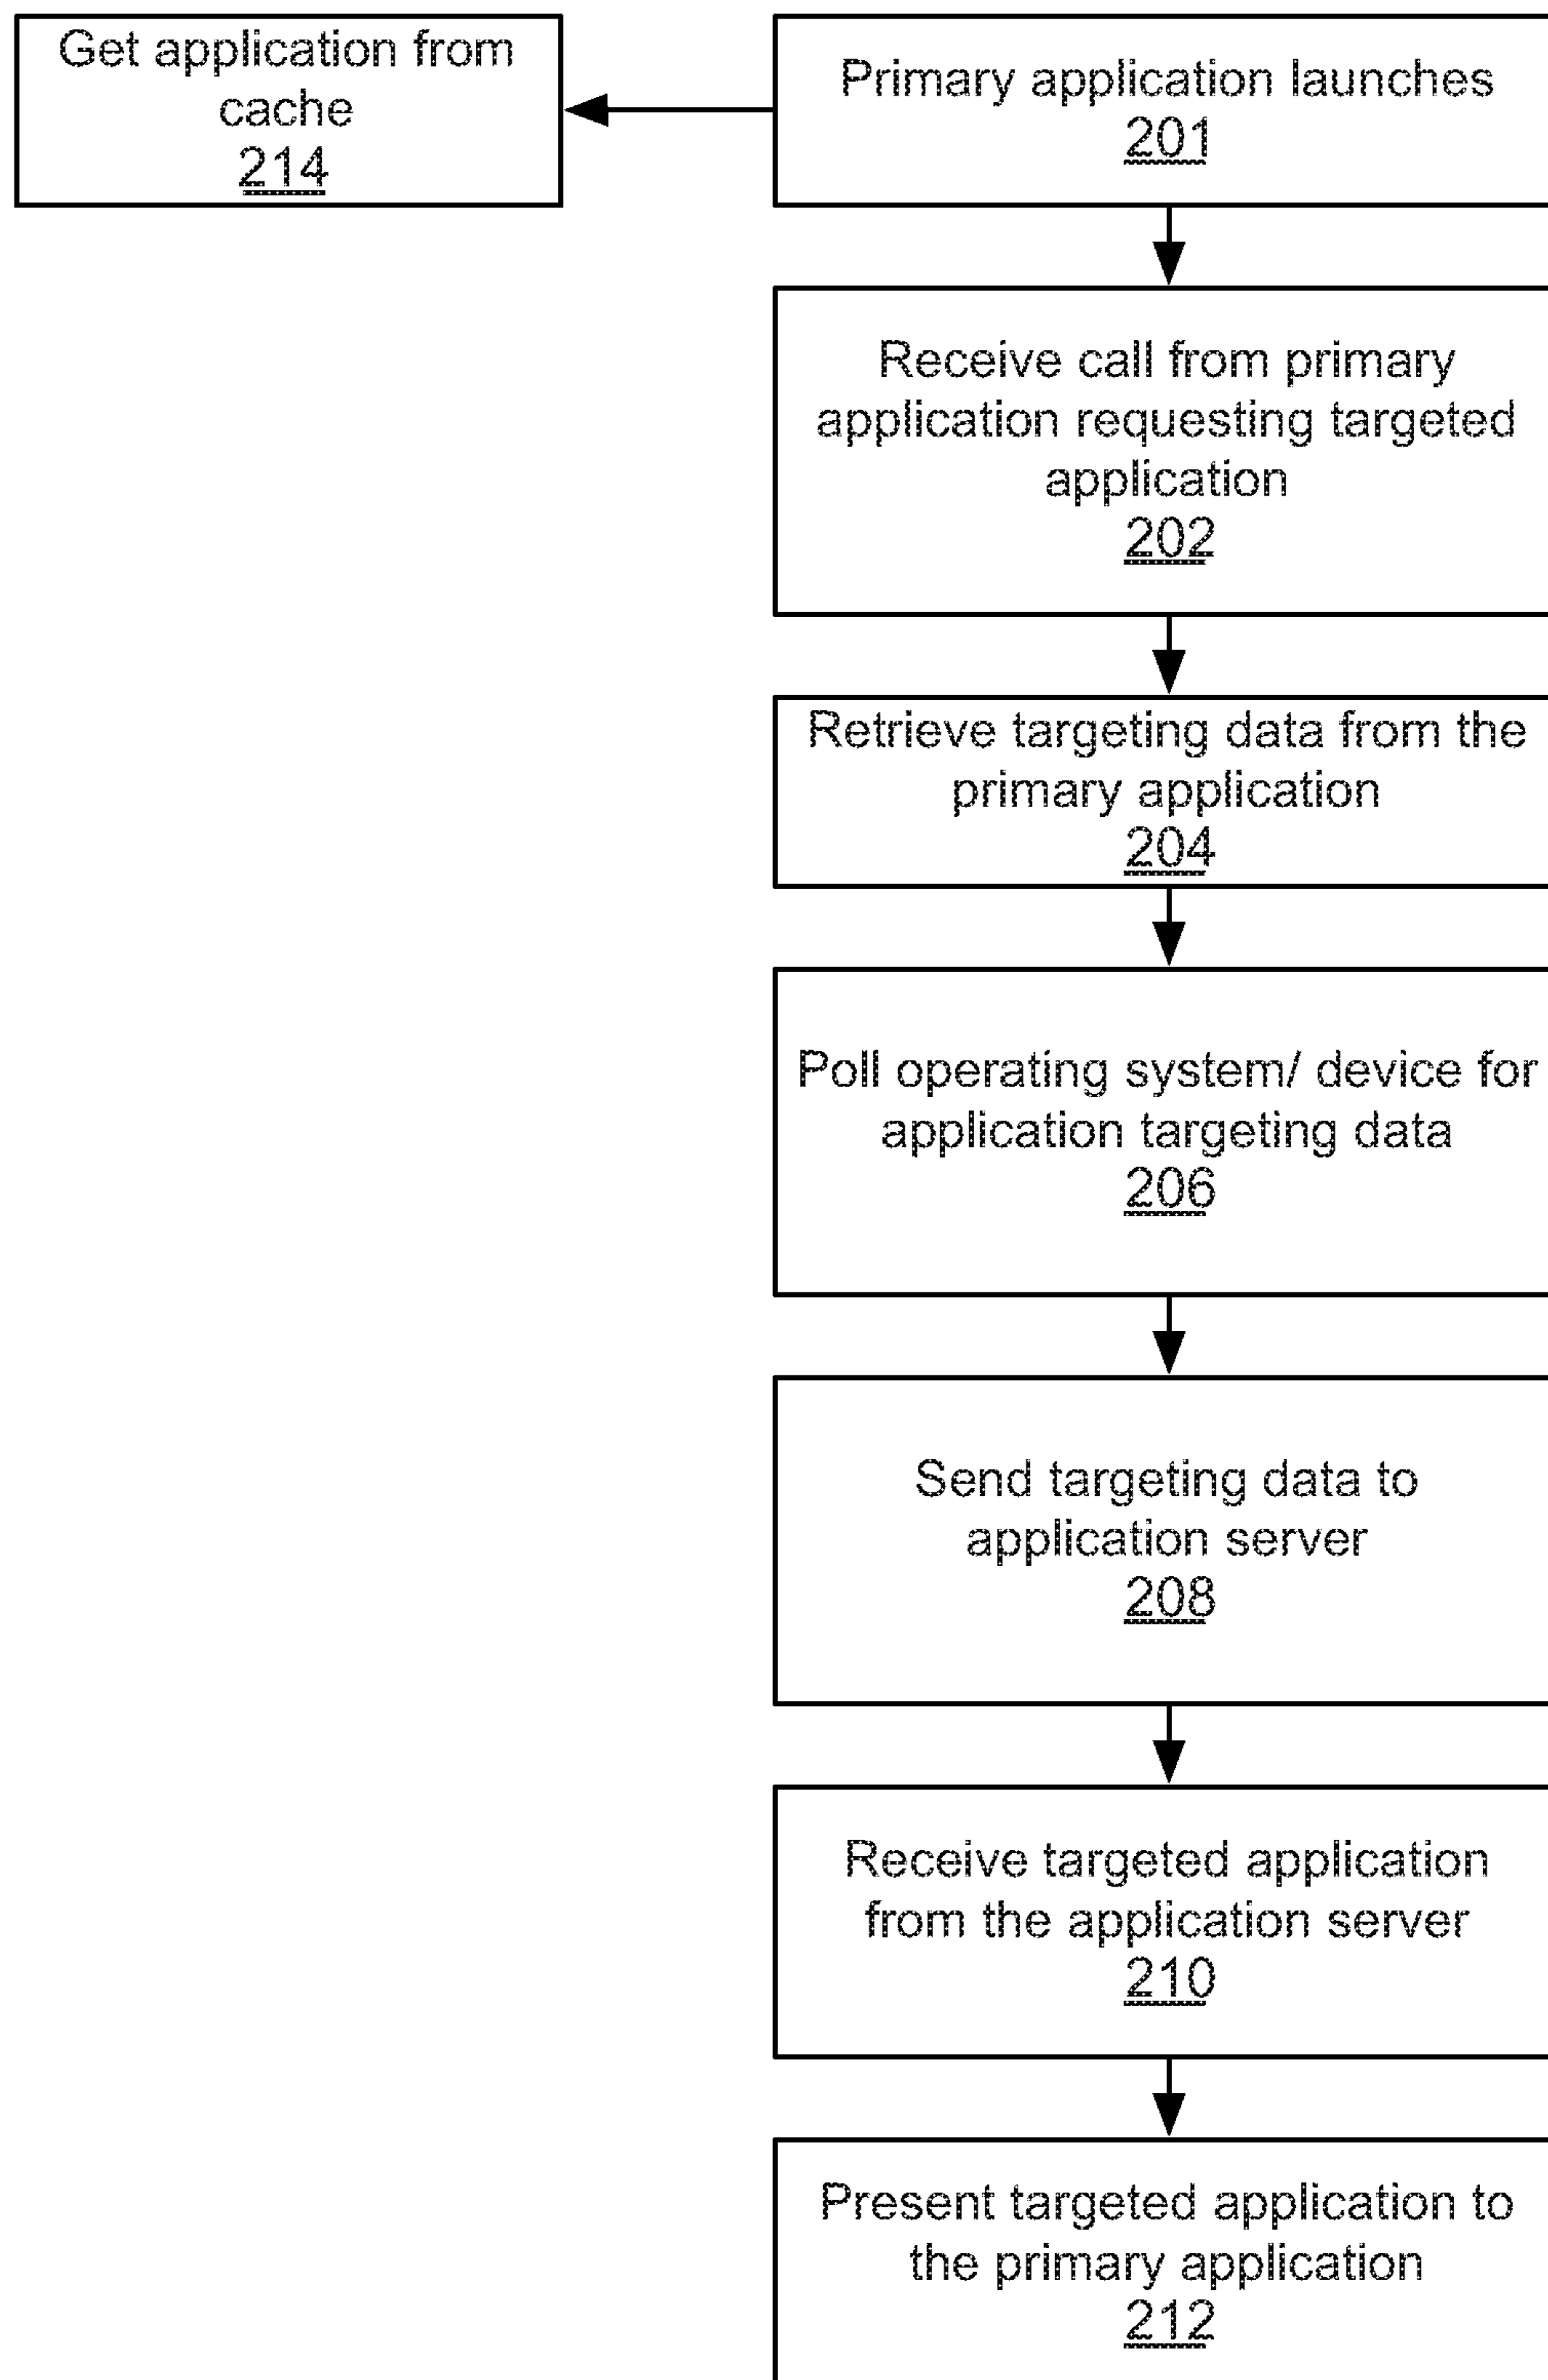 Get application from
cache
214
Primary application launches
201
Receive call from primary
application requesting targeted
application
202
Retrieve targeting data from the
primary application
204
Poll operating system/ device for
application targeting data
206
Send targeting data to
application server
208
Receive targeted application
from the application server
210
Present targeted application to
the primary application
212